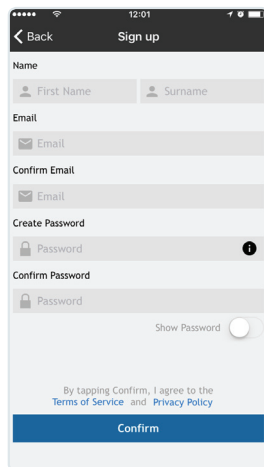 12:01
Back Sign up
Name
First Name Surname
Email
Email
Confirm Email
Email
Create Password
Password
Confirm Password
Password
Show Password
By tapping Confirm, I agree to the
Terms of Service and Privacy Policy
Confirm